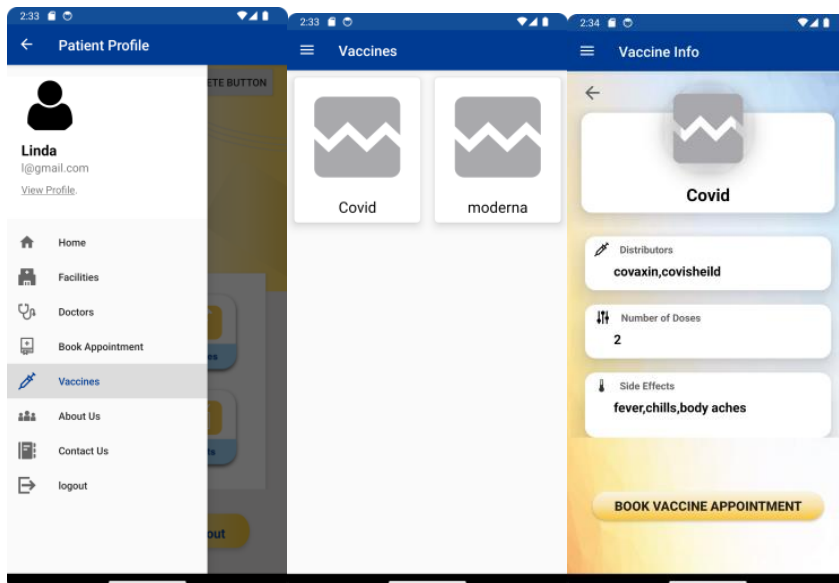 2:33
Patient Profile
ETE BUTTON
Linda
l@gmail.com
View Profile.
Home
Facilities
Doctors
Book Appointment
Vaccines
About Us
Contact Us
logout
es
ts
out
2:33
Vaccines
Covid
moderna
2:34
Vaccine Info
Covid
Distributors
covaxin,covisheild
Number of Doses
2
Side Effects
fever,chills,body aches
BOOK VACCINE APPOINTMENT